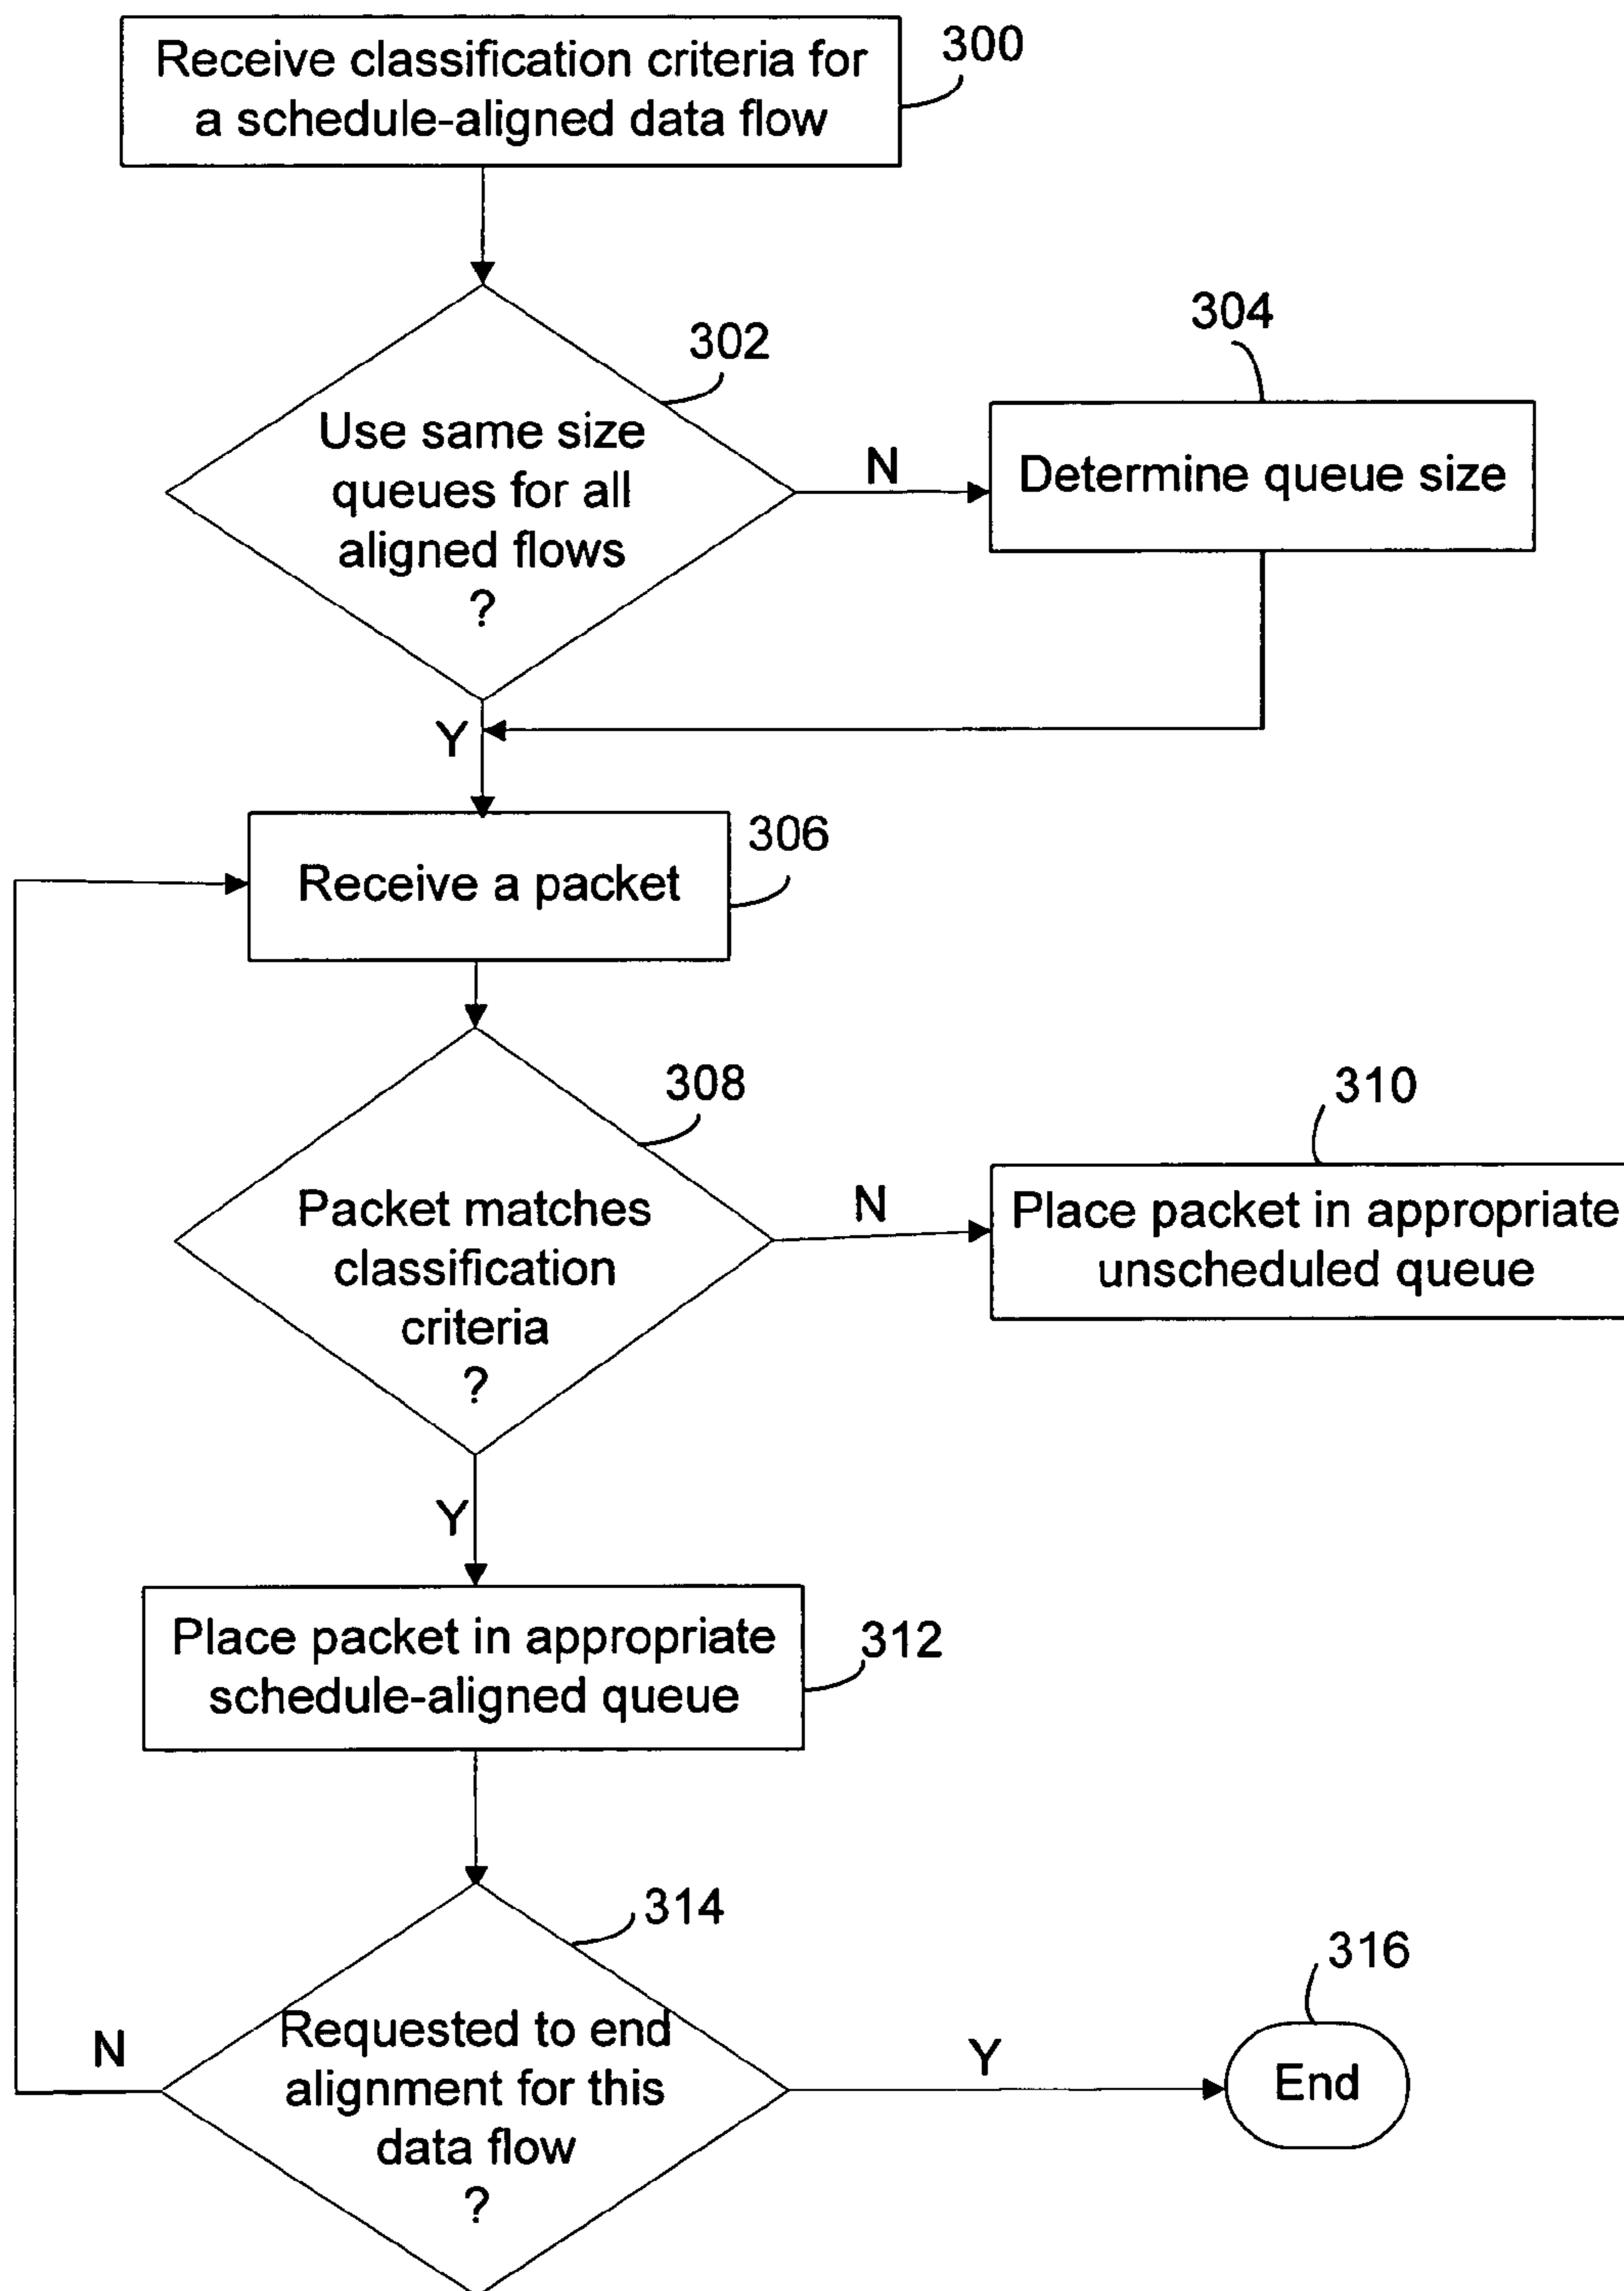 Receive classification criteria for
a schedule-aligned data flow
300
302
Use same size
queues for all
aligned flows
?
N
304
Determine queue size
Y
306
Receive a packet
308
Packet matches
classification
criteria
?
N
310
Place packet in appropriate
unscheduled queue
Y
Place packet in appropriate
schedule-aligned queue
312
314
Requested to end
alignment for this
data flow
?
N
Y
316
End